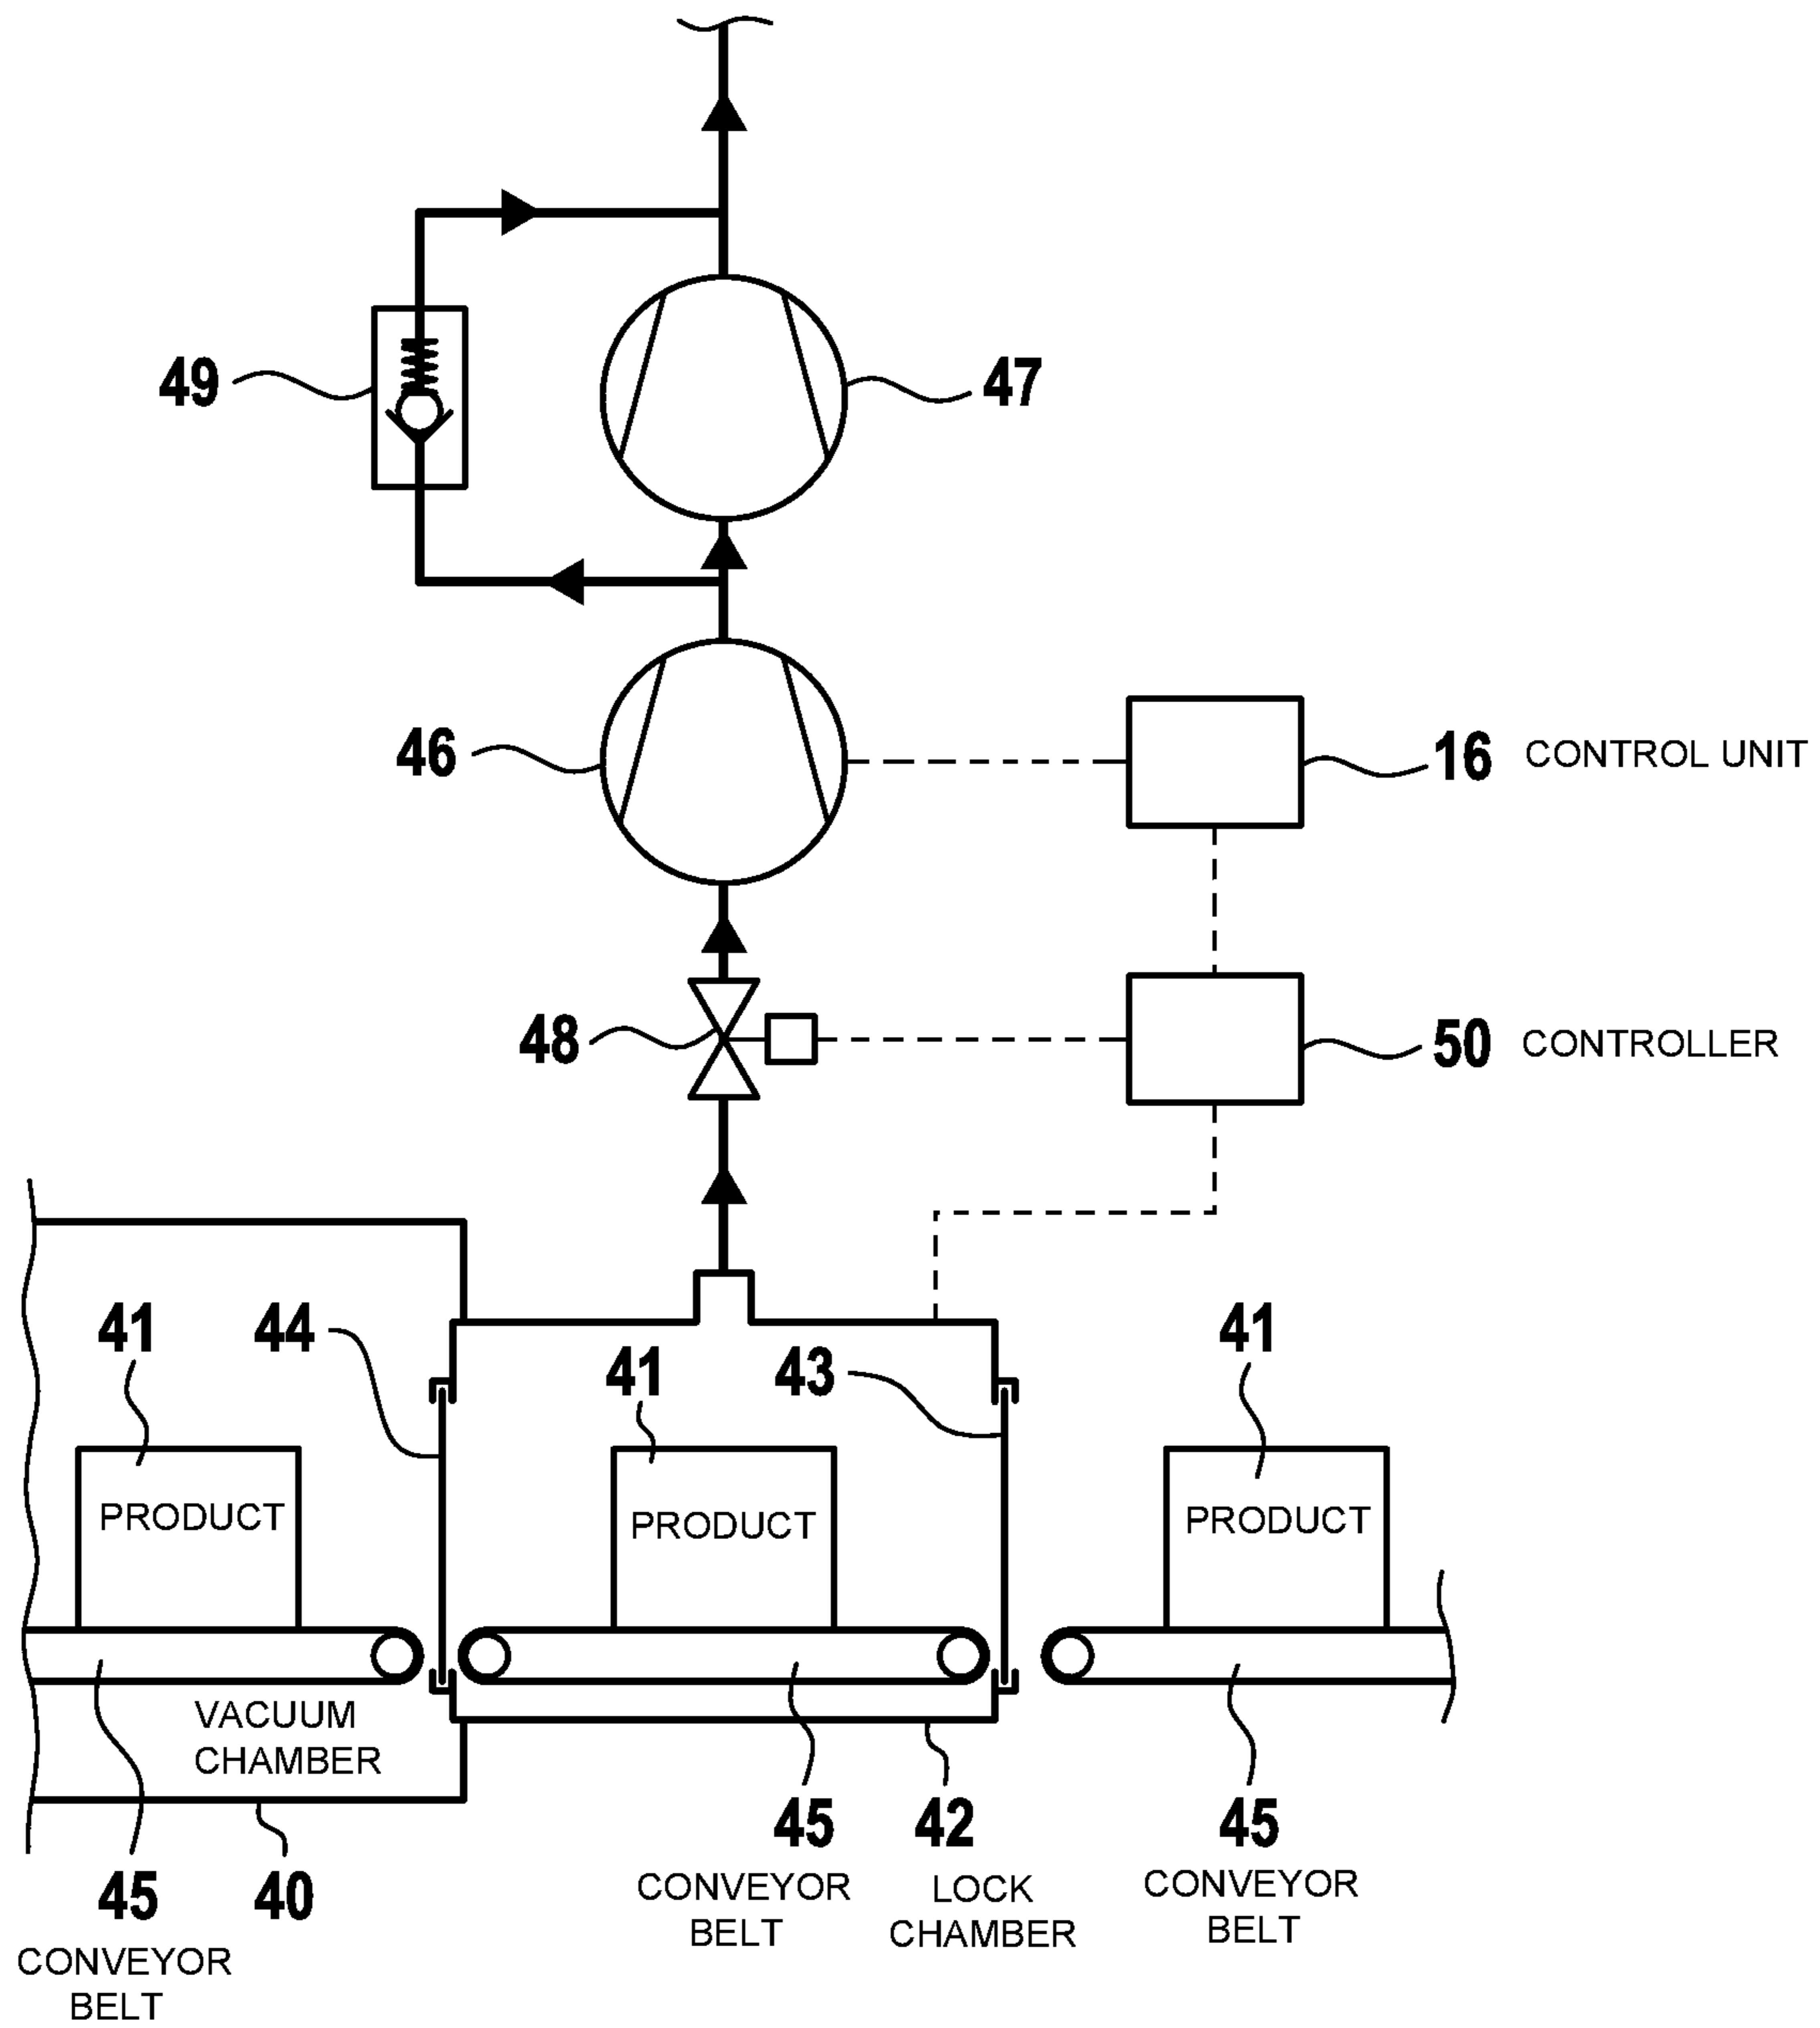 49
47
46
16 CONTROL UNIT
48
50 CONTROLLER
41
44
41
43
41
PRODUCT
PRODUCT
PRODUCT
VACUUM
CHAMBER
45
CONVEYOR
BELT
40
45
CONVEYOR
BELT
42
LOCK
CHAMBER
45
CONVEYOR
BELT